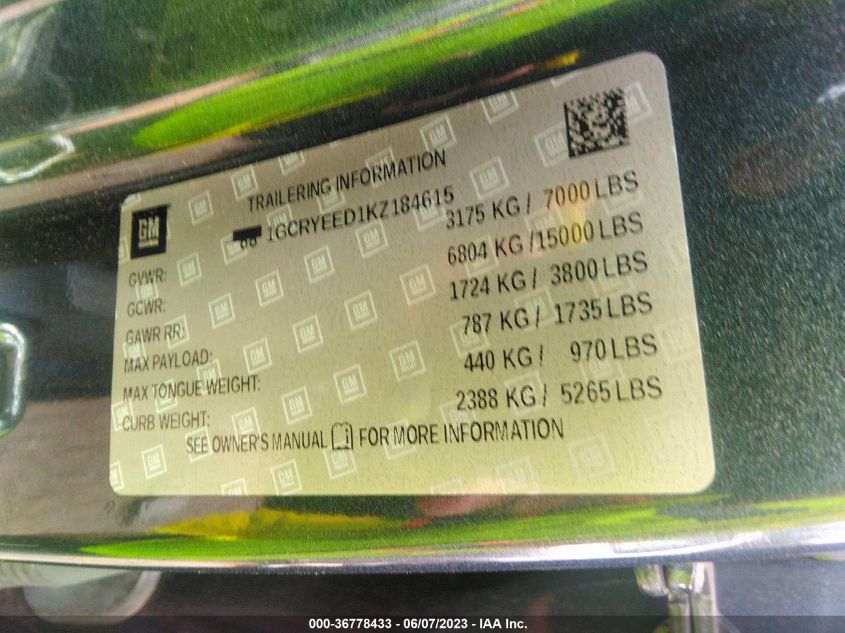 TRAILERING INFORMATION
GM 1GCRYEED1KZ184615
GVWR: 3175 KG / 7000 LBS
GCWR: 6804 KG /15000 LBS
GAWR RR: 1724 KG / 3800 LBS
MAX PAYLOAD: 787 KG / 1735 LBS
MAX TONGUE WEIGHT: 440 KG / 970 LBS
CURB WEIGHT: 2388 KG / 5265 LBS
SEE OWNER'S MANUAL FOR MORE INFORMATION
000-36778433 - 06/07/2023 - IAA Inc.